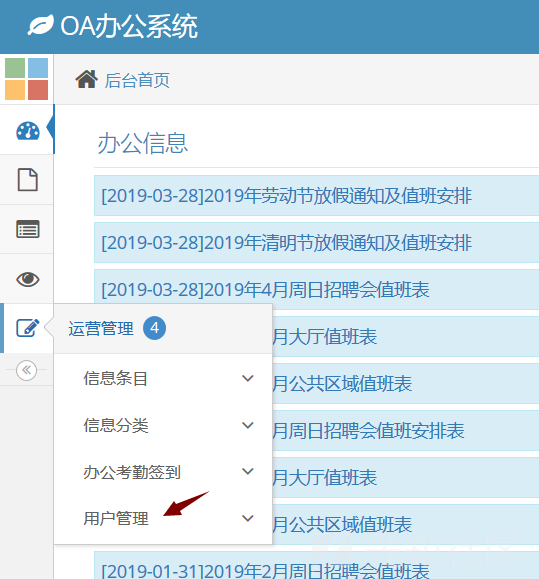 OA办公系统
后台首页
办公信息
[2019-03-28]2019年劳动节放假通知及值班安排
[2019-03-28]2019年清明节放假通知及值班安排
[2019-03-28]2019年4月周日招聘会值班表
月大厅值班表
月公共区域值班表
月周日招聘会值班安排表
月大厅值班表
月公共区域值班表
[2019-01-31]2019年2月周日招聘会值班表
运营管理 4
信息条目
信息分类
办公考勤签到
用户管理